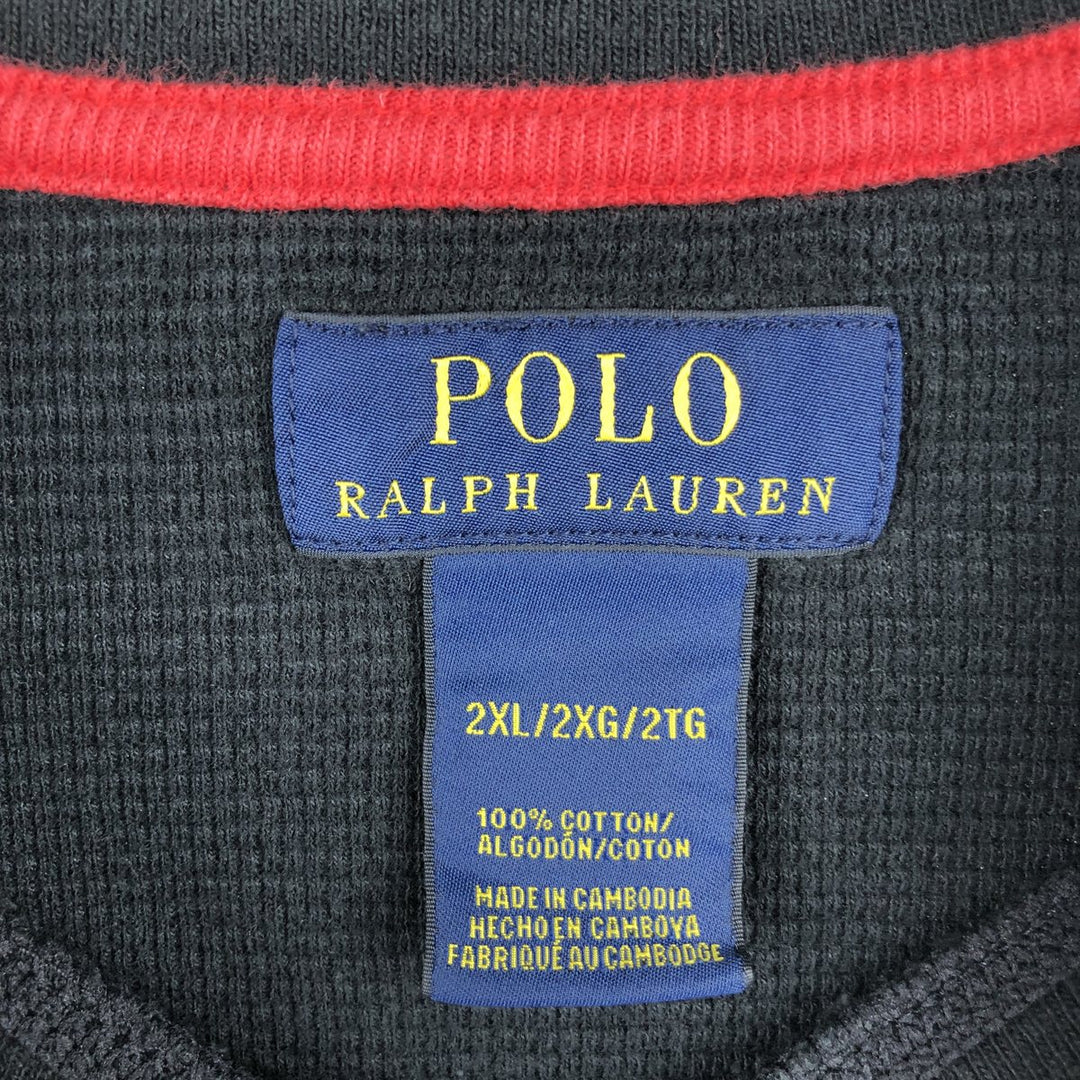 POLO
RALPH LAUREN
2XL/2XG/2TG
100% COTTON/
ALGODÓN/COTON
MADE IN CAMBODIA
HECHO EN CAMBOYA
FABRIQUÉ AU CAMBODGE